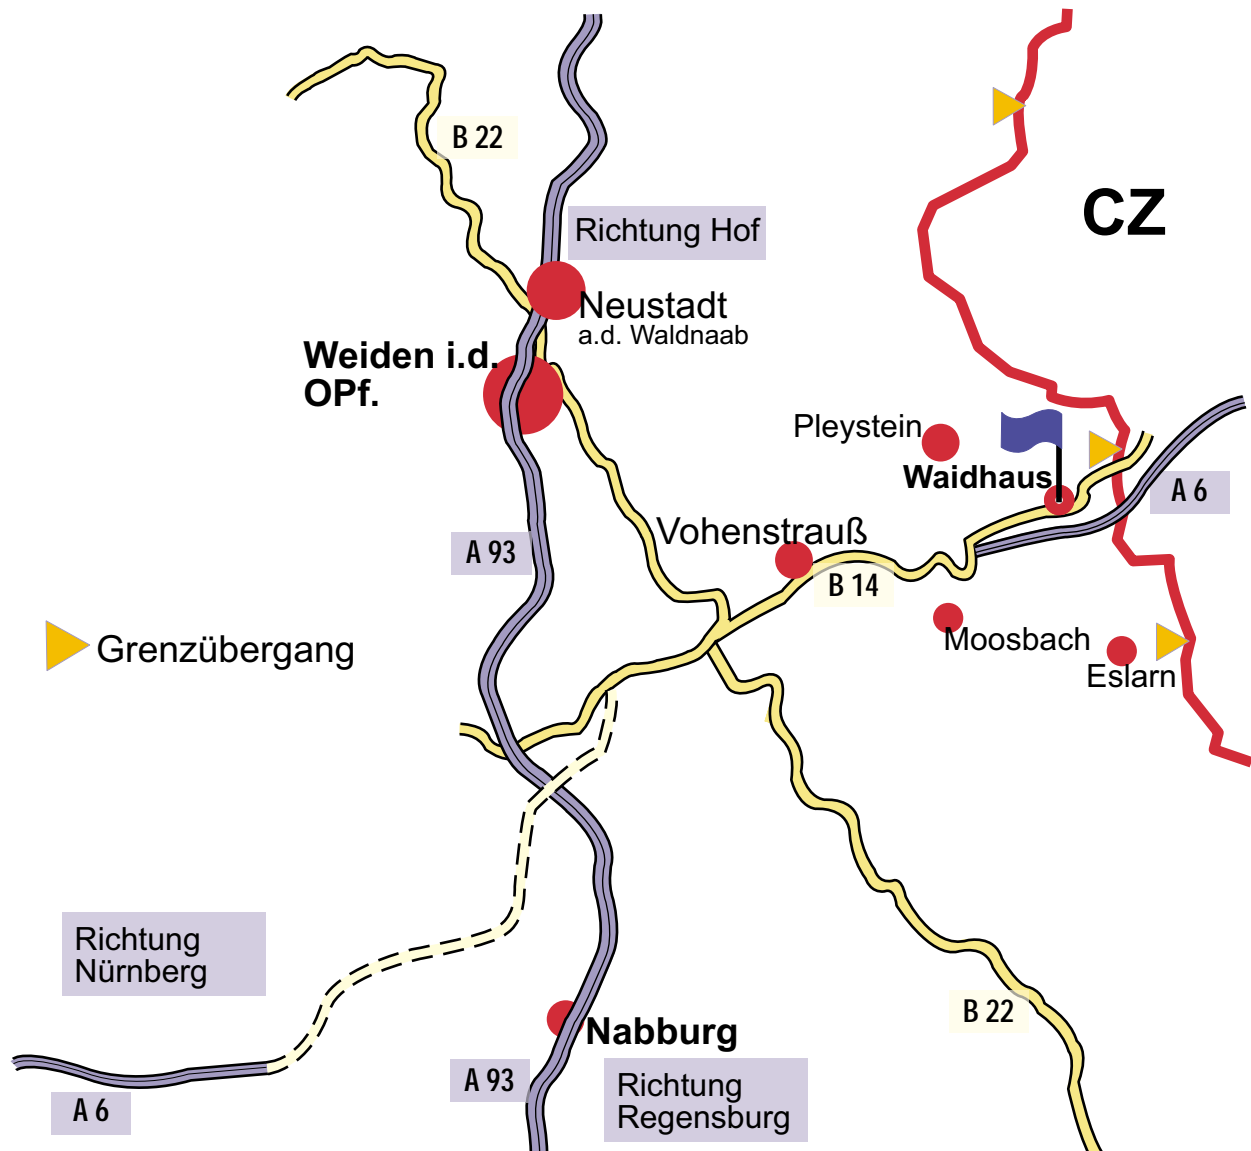 B 22
CZ
Richtung Hof
Neustadt
a.d. Waldnaab
Weiden i.d.
OPf.
Pleystein
Waidhaus
A 6
Vohenstrauß
A 93
B 14
Moosbach
Eslarn
Grenzübergang
Richtung
Nürnberg
B 22
Nabburg
A 93
Richtung
Regensburg
A 6